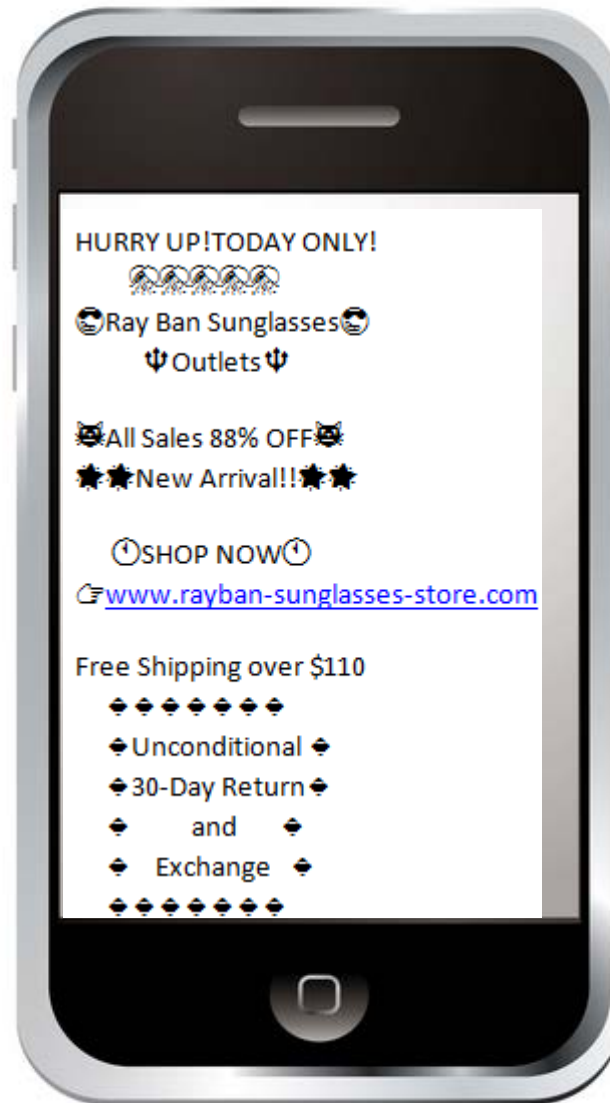 HURRY UP!TODAY ONLY!
⛈⛈⛈⛈⛈
😎Ray Ban Sunglasses😎
🔱Outlets🔱
😻All Sales 88% OFF😻
🌟🌟New Arrival!!🌟🌟
🕚SHOP NOW🕚
👉www.rayban-sunglasses-store.com
Free Shipping over $110
♦♦♦♦♦♦♦
♦Unconditional ♦
♦30-Day Return♦
♦ and ♦
♦ Exchange ♦
♦♦♦♦♦♦♦